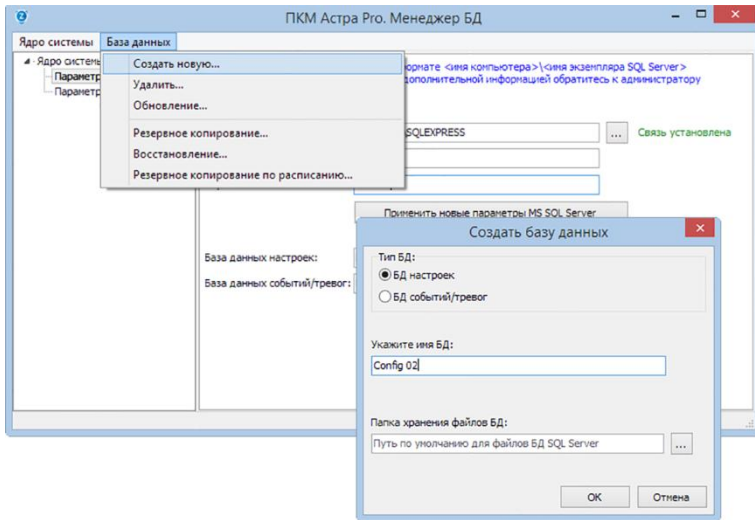 ПКМ Астра Pro. Менеджер БД
Ядро системы База данных
Ядро системы
Параметр
Параметр
Создать новую...
Удалить...
Обновление...
Резервное копирование...
Восстановление...
Резервное копирование по расписанию...
формате <имя компьютера>\<имя экземпляра SQL Server>
дополнительной информацией обратитесь к администратору
SQLEXPRESS ... Связь установлена
Применить новые параметры MS SQL Server
База данных настроек:
База данных событий/тревог:
Создать базу данных
Тип БД:
БД настроек
БД событий/тревог
Укажите имя БД:
Config 02
Папка хранения файлов БД:
Путь по умолчанию для файлов БД SQL Server ...
OK Отмена